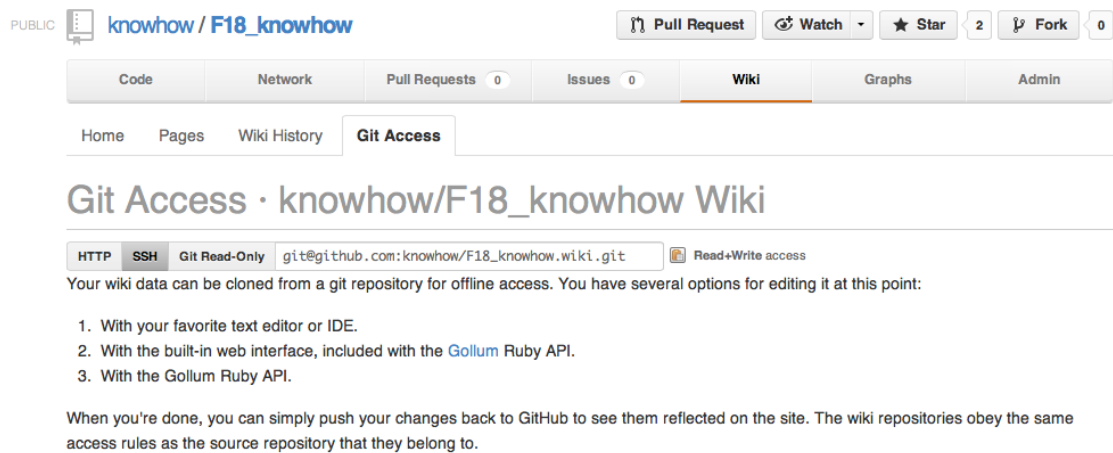 PUBLIC knowhow / F18_knowhow Pull Request Watch Star 2 Fork 0
Code Network Pull Requests 0 Issues 0 Wiki Graphs Admin
Home Pages Wiki History Git Access
Git Access · knowhow/F18_knowhow Wiki
HTTP SSH Git Read-Only git@github.com:knowhow/F18_knowhow.wiki.git Read+Write access
Your wiki data can be cloned from a git repository for offline access. You have several options for editing it at this point:
1. With your favorite text editor or IDE.
2. With the built-in web interface, included with the Gollum Ruby API.
3. With the Gollum Ruby API.
When you're done, you can simply push your changes back to GitHub to see them reflected on the site. The wiki repositories obey the same
access rules as the source repository that they belong to.